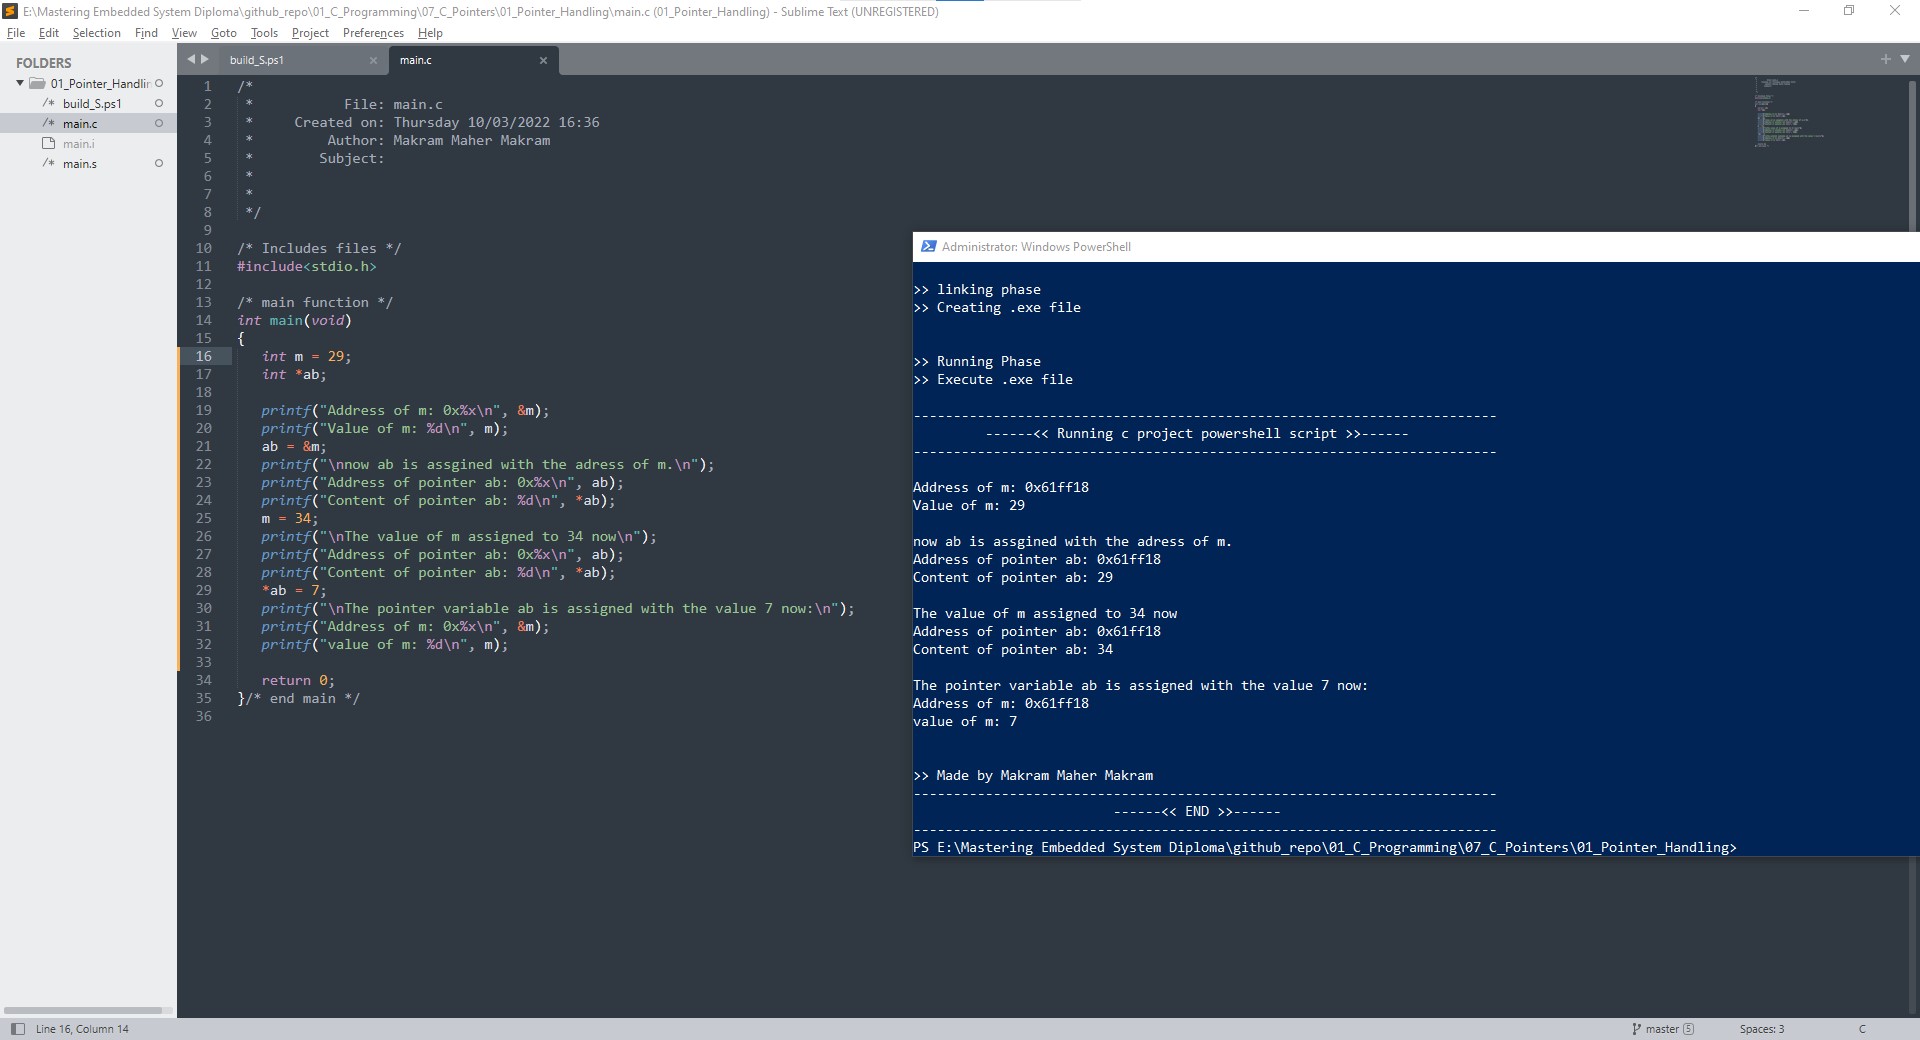 E:\Mastering Embedded System Diploma\github_repo\01_C_Programming\07_C_Pointers\01_Pointer_Handling\main.c (01_Pointer_Handling) - Sublime Text (UNREGISTERED)
File Edit Selection Find View Goto Tools Project Preferences Help
FOLDERS
01_Pointer_Handlin
build_S.ps1
/* main.c
main.i
/* main.s
build_S.ps1
main.c
1 /*
2 * File: main.c
3 * Created on: Thursday 10/03/2022 16:36
4 * Author: Makram Maher Makram
5 * Subject:
6 *
7 *
8 */
9
10 /* Includes files */
11 #include<stdio.h>
12
13 /* main function */
14 int main(void)
15 {
16 int m = 29;
17 int *ab;
18
19 printf("Address of m: 0x%x\n", &m);
20 printf("Value of m: %d\n", m);
21 ab = &m;
22 printf("\nnow ab is assgined with the adress of m.\n");
23 printf("Address of pointer ab: 0x%x\n", ab);
24 printf("Content of pointer ab: %d\n", *ab);
25 m = 34;
26 printf("\nThe value of m assigned to 34 now\n");
27 printf("Address of pointer ab: 0x%x\n", ab);
28 printf("Content of pointer ab: %d\n", *ab);
29 *ab = 7;
30 printf("\nThe pointer variable ab is assigned with the value 7 now:\n");
31 printf("Address of m: 0x%x\n", &m);
32 printf("value of m: %d\n", m);
33
34 return 0;
35 }/* end main */
36
Administrator: Windows PowerShell
>> linking phase
>> Creating .exe file
>> Running Phase
>> Execute .exe file
-------------------------------------------------------------------------
------<< Running c project powershell script >>------
-------------------------------------------------------------------------
Address of m: 0x61ff18
Value of m: 29
now ab is assgined with the adress of m.
Address of pointer ab: 0x61ff18
Content of pointer ab: 29
The value of m assigned to 34 now
Address of pointer ab: 0x61ff18
Content of pointer ab: 34
The pointer variable ab is assigned with the value 7 now:
Address of m: 0x61ff18
value of m: 7
>> Made by Makram Maher Makram
-------------------------------------------------------------------------
------<< END >>------
-------------------------------------------------------------------------
PS E:\Mastering Embedded System Diploma\github_repo\01_C_Programming\07_C_Pointers\01_Pointer_Handling>
Line 16, Column 14
master 5
Spaces: 3
C